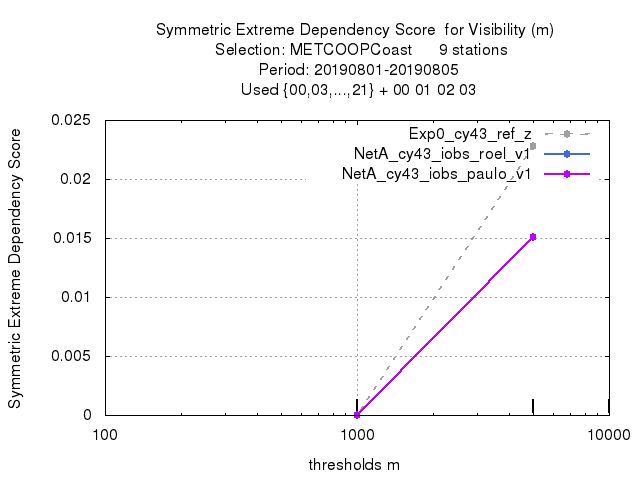 Symmetric Extreme Dependency Score for Visibility (m)
Selection: METCOOPCoast 9 stations
Period: 20190801-20190805
Used {00,03,...,21} + 00 01 02 03
Symmetric Extreme Dependency Score
0.025
0.02
0.015
0.01
0.005
0
Exp0_cy43_ref_z
NetA_cy43_iobs_roel_v1
NetA_cy43_iobs_paulo_v1
100 1000 10000
thresholds m